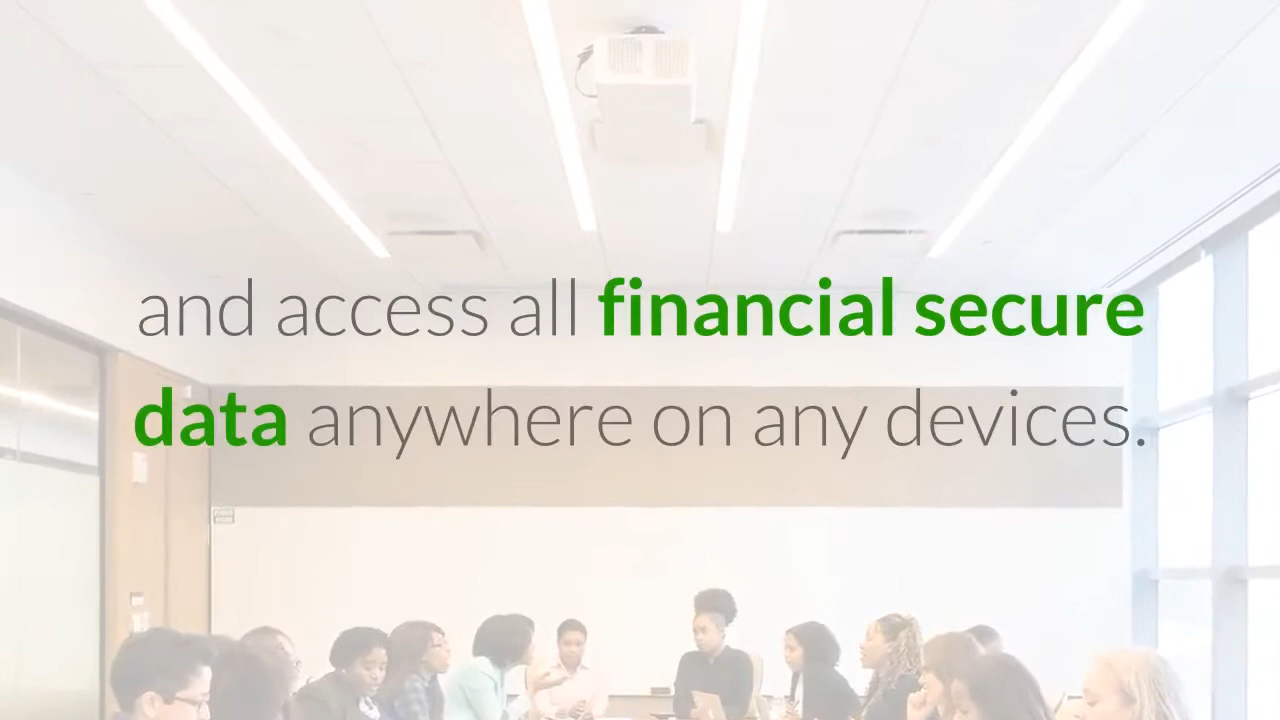 and access all financial secure
data anywhere on any devices.